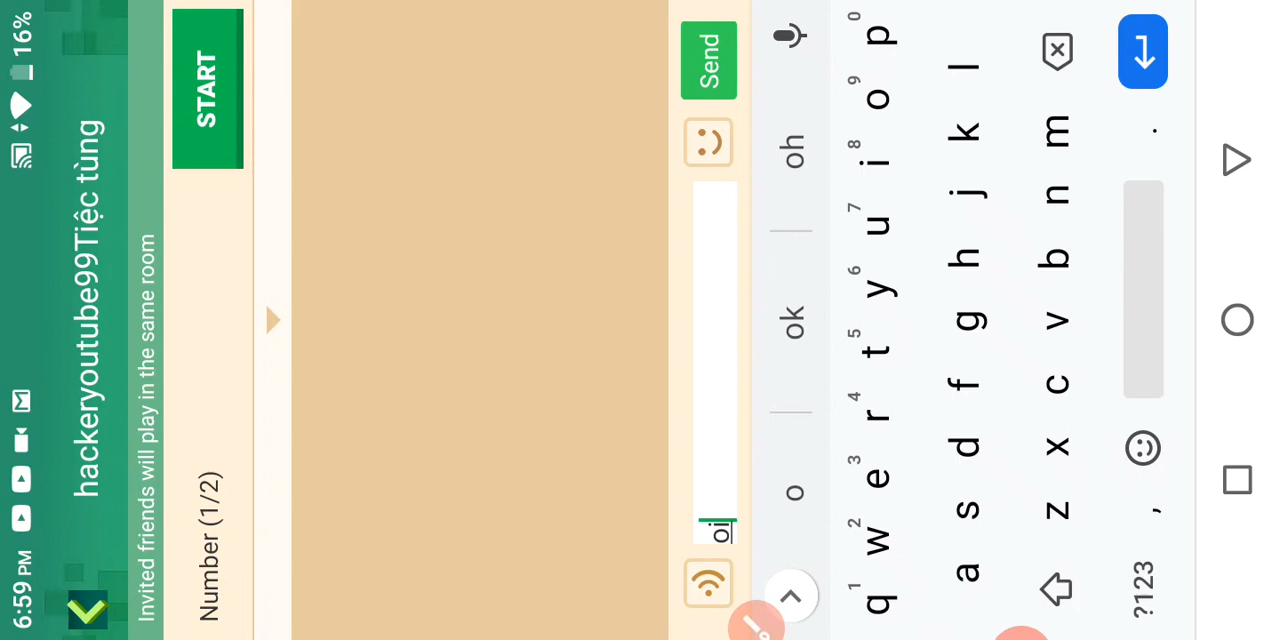 6:59 PM
16%
hackeryoutube99Tiệc tùng
Invited friends will play in the same room
Number (1/2)
START
oi
Send
o
ok
oh
1 2 3 4 5 6 7 8 9 0
q w e r t y u i o p
a s d f g h j k l
z x c v b n m
?123 , .